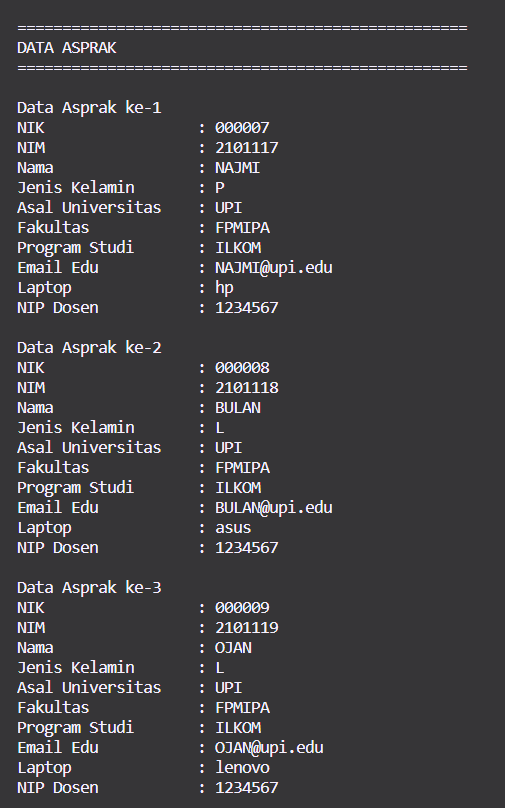 ==================================================
DATA ASPRAK
==================================================
Data Asprak ke-1
NIK : 000007
NIM : 2101117
Nama : NAJMI
Jenis Kelamin : P
Asal Universitas : UPI
Fakultas : FPMIPA
Program Studi : ILKOM
Email Edu : NAJMI@upi.edu
Laptop : hp
NIP Dosen : 1234567
Data Asprak ke-2
NIK : 000008
NIM : 2101118
Nama : BULAN
Jenis Kelamin : L
Asal Universitas : UPI
Fakultas : FPMIPA
Program Studi : ILKOM
Email Edu : BULAN@upi.edu
Laptop : asus
NIP Dosen : 1234567
Data Asprak ke-3
NIK : 000009
NIM : 2101119
Nama : OJAN
Jenis Kelamin : L
Asal Universitas : UPI
Fakultas : FPMIPA
Program Studi : ILKOM
Email Edu : OJAN@upi.edu
Laptop : lenovo
NIP Dosen : 1234567